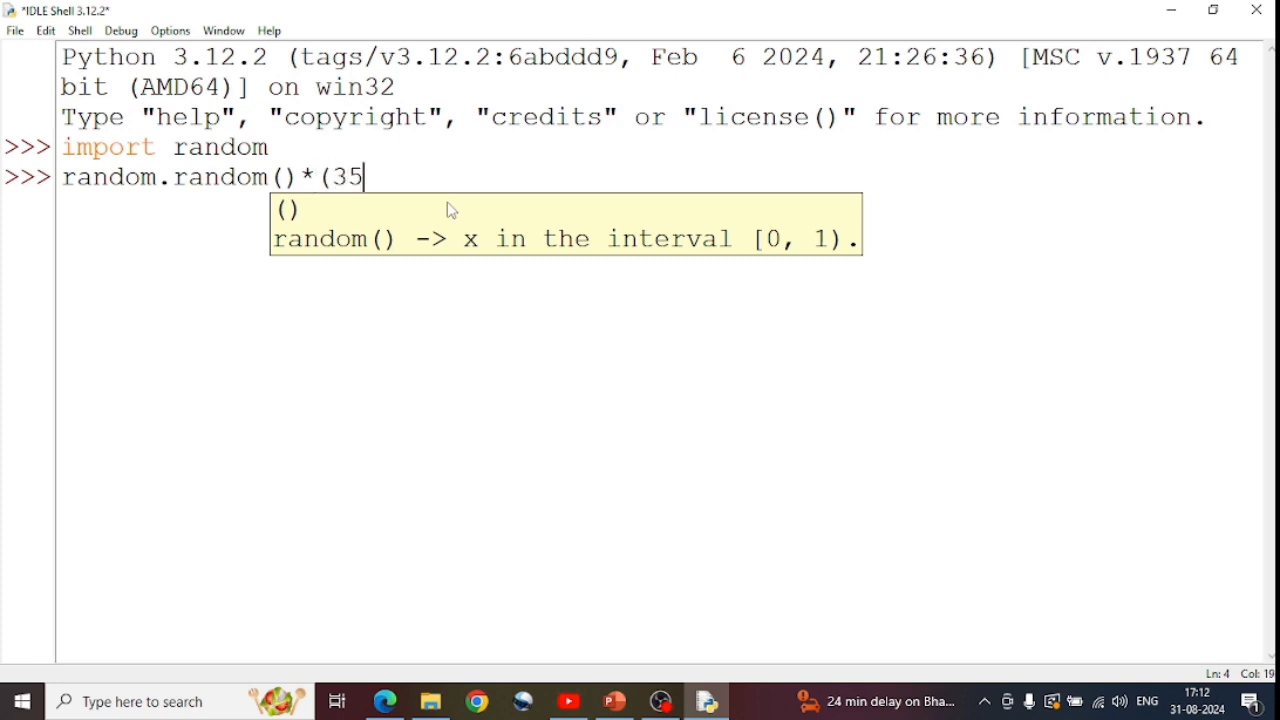 *IDLE Shell 3.12.2*
File Edit Shell Debug Options Window Help
Python 3.12.2 (tags/v3.12.2:6abddd9, Feb  6 2024, 21:26:36) [MSC v.1937 64
bit (AMD64)] on win32
Type "help", "copyright", "credits" or "license()" for more information.
>>> import random
>>> random.random()*(35
()
random() -> x in the interval [0, 1).
Ln: 4 Col: 19
Type here to search
24 min delay on Bha...
ENG
17:12
31-08-2024
1